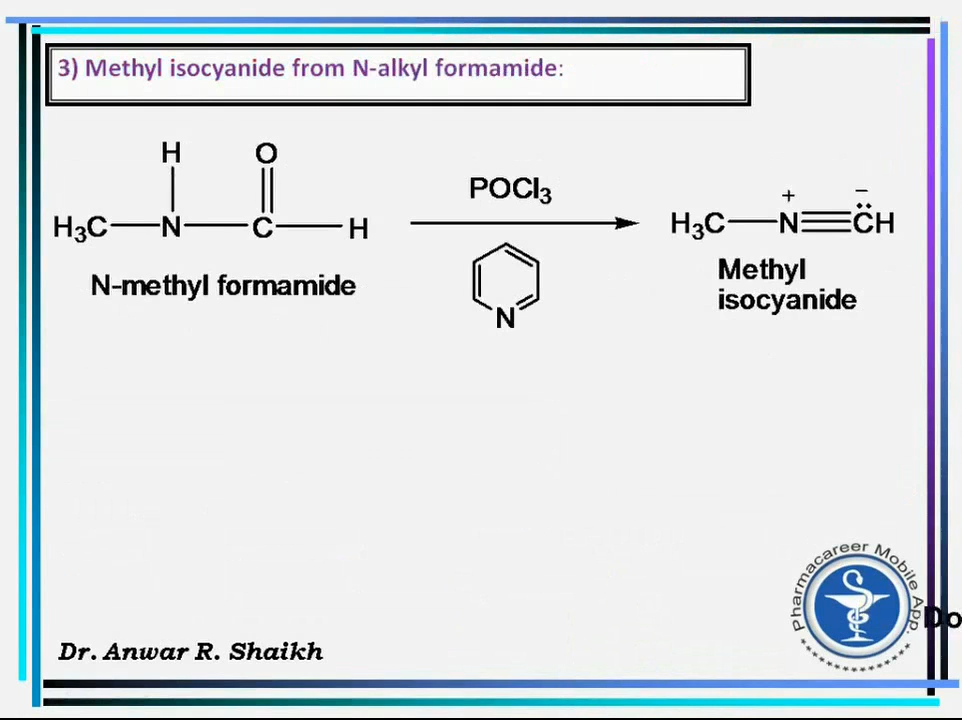 3) Methyl isocyanide from N-alkyl formamide:
H O
H₃C N C H
N-methyl formamide
POCl₃
N
+ −
H₃C N CH
Methyl
isocyanide
Pharmacareer Mobile App.
Do
Dr. Anwar R. Shaikh